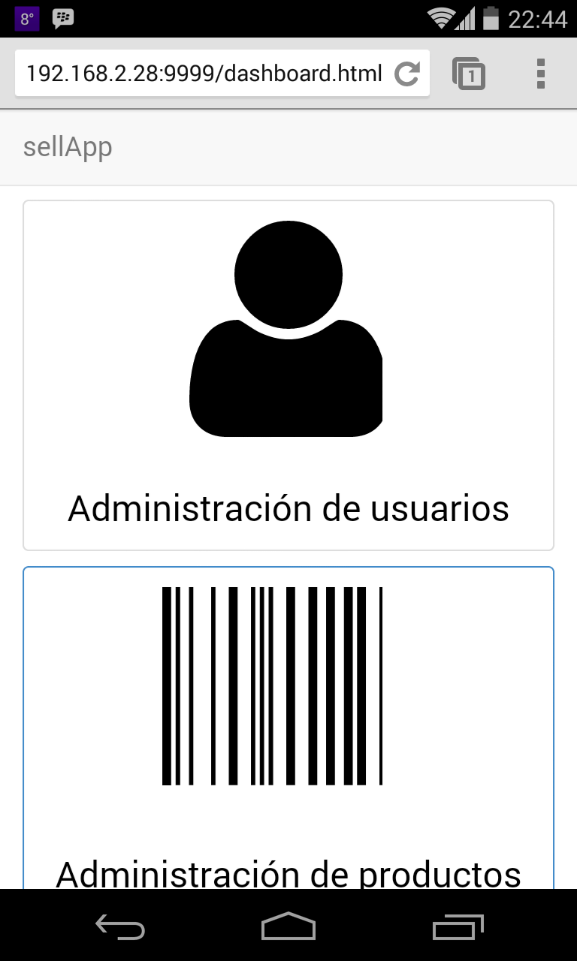 8°
22:44
192.168.2.28:9999/dashboard.html
1
sellApp
Administración de usuarios
Administración de productos